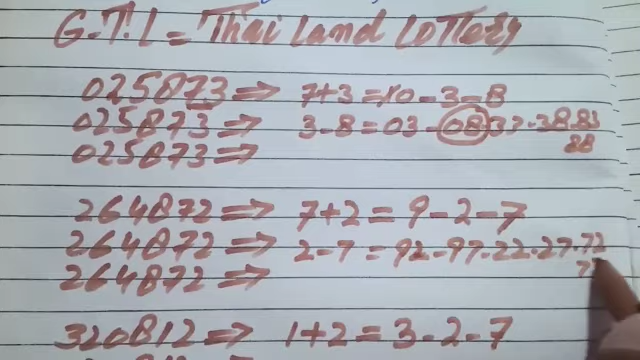 G.T.L = Thai Land Lottery
025873 ⇒ 7+3=10-3-8
025873 ⇒ 3-8=03-08.33.38.83
88
025873 ⇒
264872 ⇒ 7+2=9-2-7
264872 ⇒ 2-7=92-97.22.27.72
264872 ⇒
320812 ⇒ 1+2=3-2-7